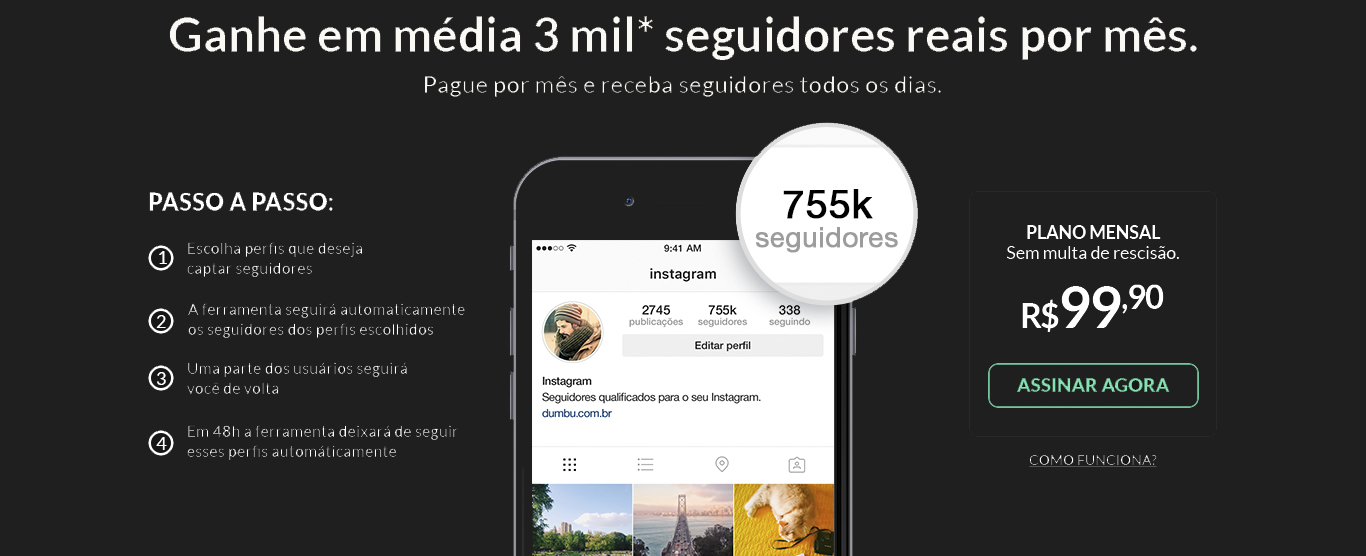 Ganhe em média 3 mil* seguidores reais por mês.
Pague por mês e receba seguidores todos os dias.
PASSO A PASSO:
1 Escolha perfis que deseja
captar seguidores
2 A ferramenta seguirá automaticamente
os seguidores dos perfis escolhidos
3 Uma parte dos usuários seguirá
você de volta
4 Em 48h a ferramenta deixará de seguir
esses perfis automáticamente
755k
seguidores
9:41 AM
instagram
2745 755k 338
publicações seguidores seguindo
Editar perfil
Instagram
Seguidores qualificados para o seu Instagram.
dumbu.com.br
PLANO MENSAL
Sem multa de rescisão.
R$99,90
ASSINAR AGORA
COMO FUNCIONA?